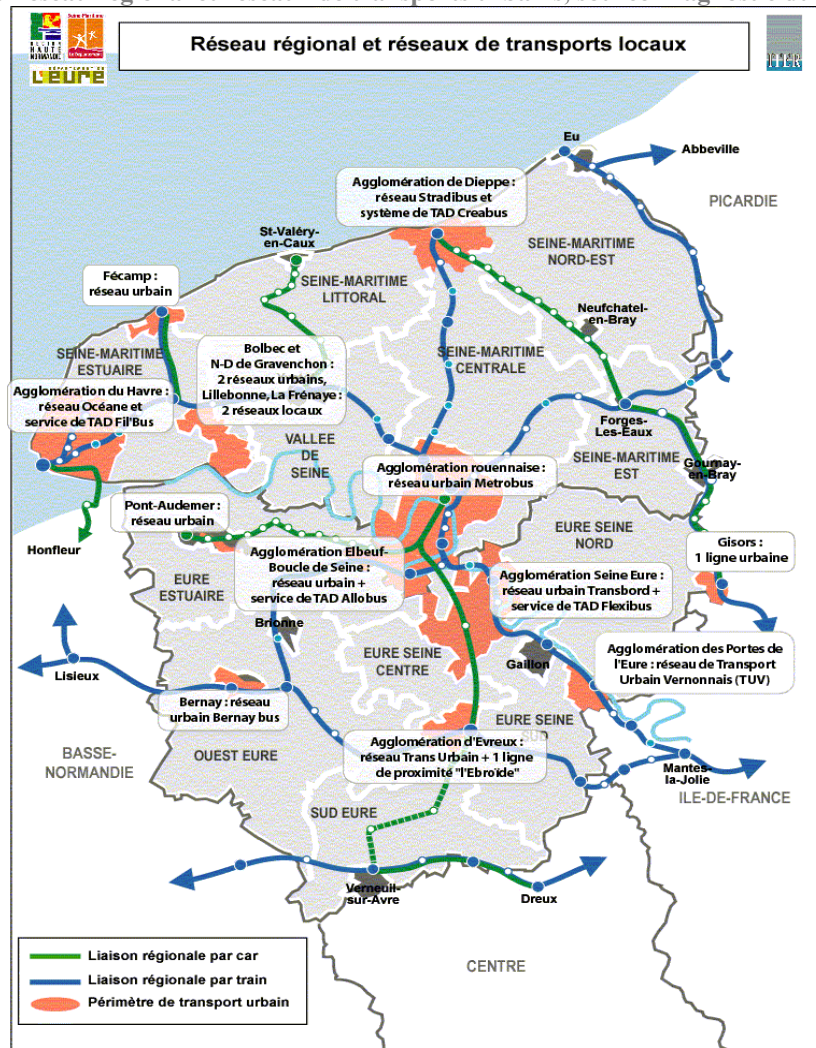 Réseau régional et réseaux de transports locaux
L'EURE
Eu
Abbeville
PICARDIE
Agglomération de Dieppe :
réseau Stradibus et
système de TAD Creabus
St-Valéry-
en-Caux
SEINE-MARITIME
NORD-EST
Fécamp :
réseau urbain
SEINE-MARITIME
LITTORAL
Neufchatel-
en-Bray
SEINE-MARITIME
ESTUAIRE
Bolbec et
N-D de Gravenchon :
2 réseaux urbains,
Lillebonne, La Frénaye :
2 réseaux locaux
SEINE-MARITIME
CENTRALE
Agglomération du Havre :
réseau Océane et
service de TAD Fil'Bus
Forges-
Les-Eaux
VALLEE
DE
SEINE
SEINE-MARITIME
EST
Agglomération rouennaise :
réseau urbain Metrobus
Gournay-
en-Bray
Pont-Audemer :
réseau urbain
Honfleur
EURE SEINE
NORD
Gisors :
1 ligne urbaine
Agglomération Elbeuf-
Boucle de Seine :
réseau urbain +
service de TAD Allobus
EURE
ESTUAIRE
Agglomération Seine Eure :
réseau urbain Transbord +
service de TAD Flexibus
Brionne
EURE SEINE
CENTRE
Gaillon
Agglomération des Portes de
l'Eure : réseau de Transport
Urbain Vernonnais (TUV)
Lisieux
Bernay : réseau
urbain Bernay bus
EURE SEINE
SUD
BASSE-
NORMANDIE
OUEST EURE
Agglomération d'Evreux :
réseau Trans Urbain + 1 ligne
de proximité "l'Ebroïde"
Mantes-
la-Jolie
ILE-DE-FRANCE
SUD EURE
Verneuil-
sur-Avre
Dreux
CENTRE
Liaison régionale par car
Liaison régionale par train
Périmètre de transport urbain